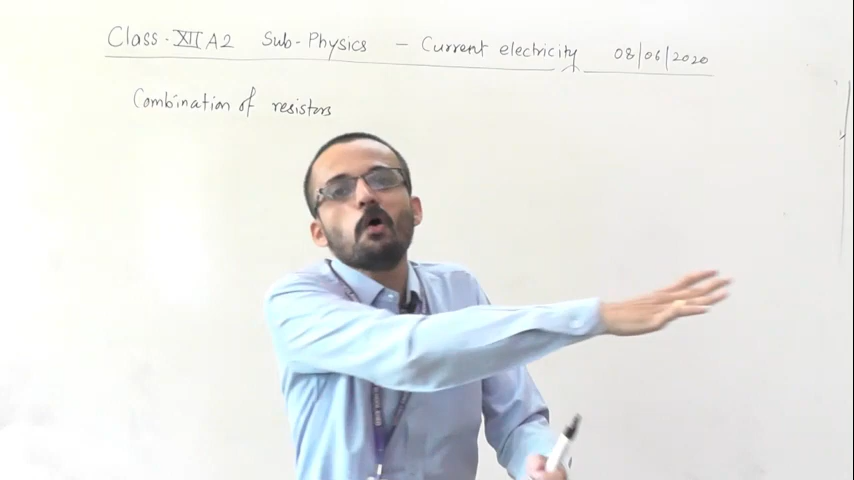 Class - XII A2 Sub - Physics - Current electricity 08/06/2020
Combination of resistors